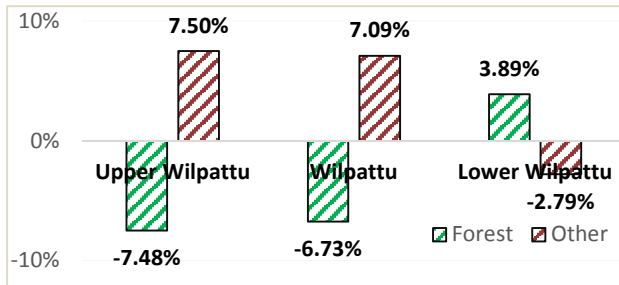 10%
7.50%
7.09%
3.89%
0%
Upper Wilpattu
Wilpattu
Lower Wilpattu
-2.79%
Forest
Other
-7.48%
-6.73%
-10%